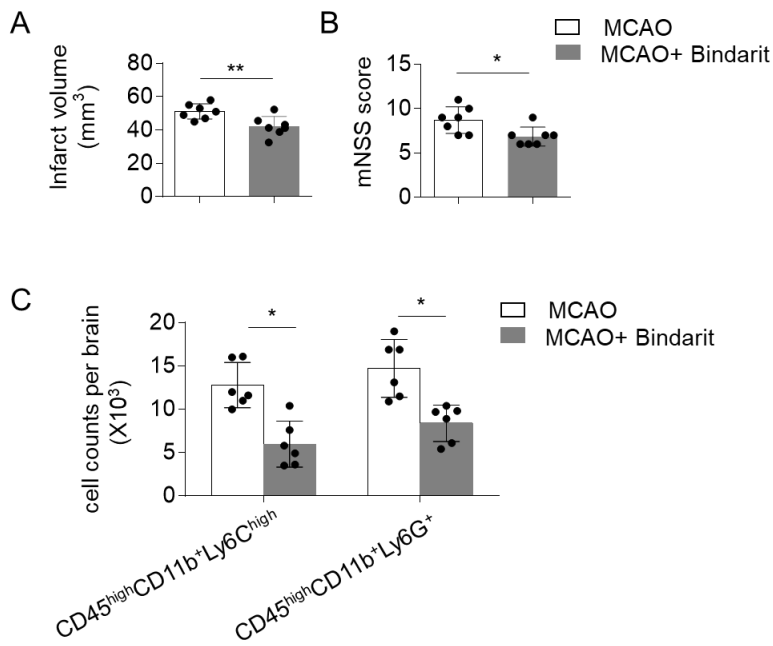 A
Infarct volume
(mm³)
80
60
40
20
0
**
B
mNSS score
15
10
5
0
*
MCAO
MCAO+ Bindarit
C
cell counts per brain
(X10³)
20
15
10
5
0
*
*
MCAO
MCAO+ Bindarit
CD45ʰⁱᵍʰCD11b⁺Ly6Cʰⁱᵍʰ
CD45ʰⁱᵍʰCD11b⁺Ly6G⁺